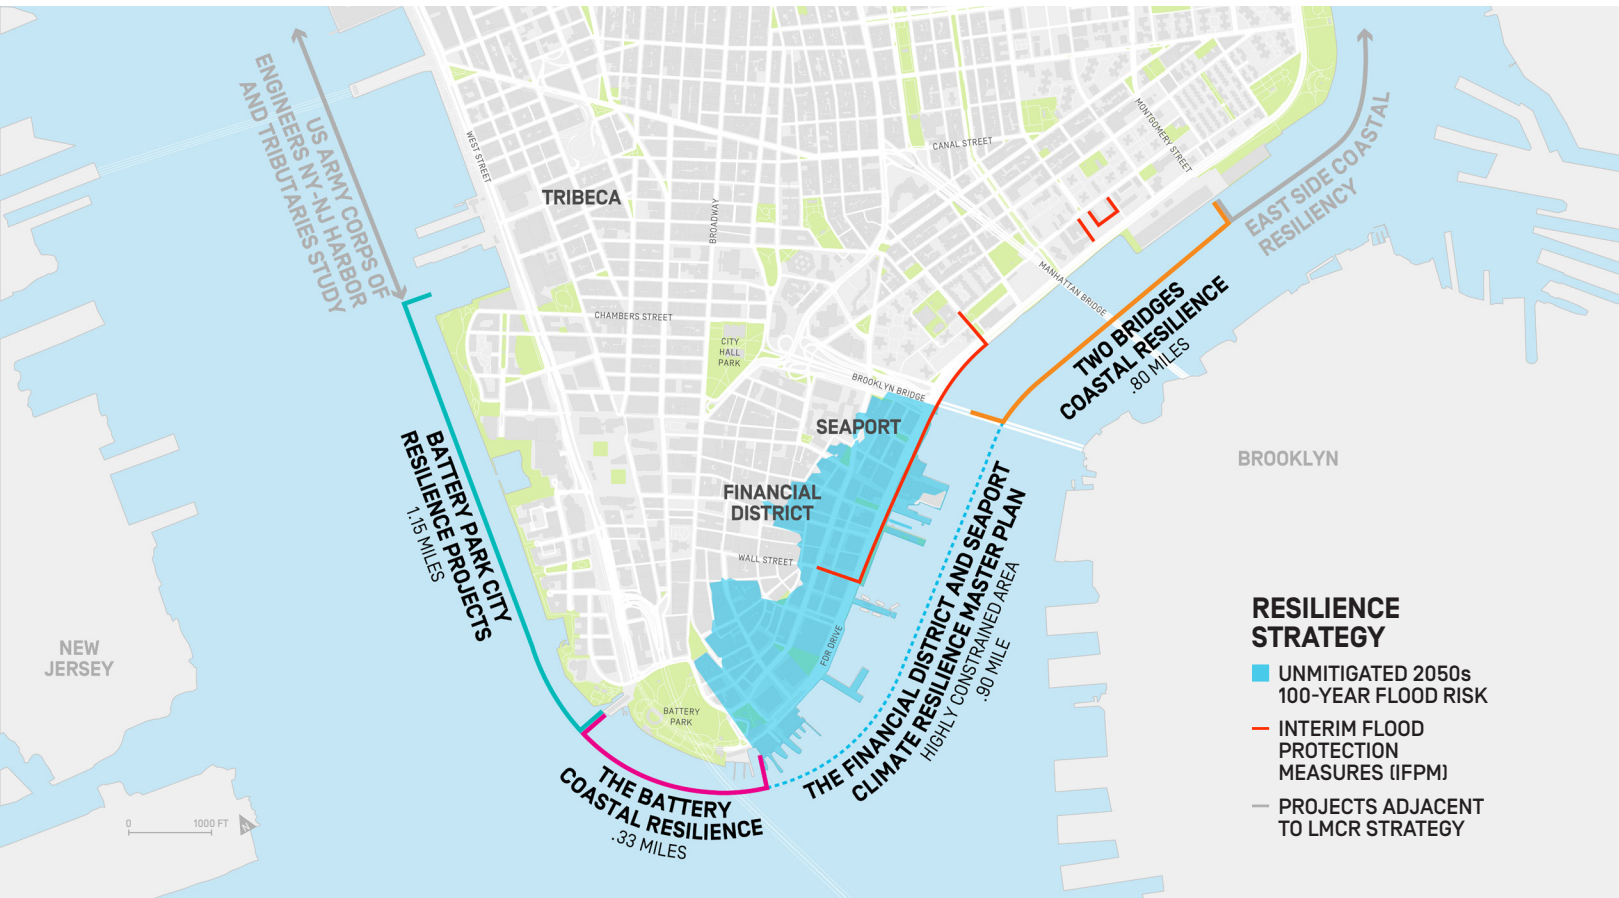 US ARMY CORPS OF
ENGINEERS NY-NJ HARBOR
AND TRIBUTARIES STUDY
WEST STREET
TRIBECA
BROADWAY
CANAL STREET
MONTGOMERY STREET
EAST SIDE COASTAL
RESILIENCY
MANHATTAN BRIDGE
CHAMBERS STREET
CITY
HALL
PARK
BROOKLYN BRIDGE
TWO BRIDGES
COASTAL RESILIENCE
.80 MILES
SEAPORT
BROOKLYN
FINANCIAL
DISTRICT
WALL STREET
BATTERY PARK CITY
RESILIENCE PROJECTS
1.15 MILES
THE FINANCIAL DISTRICT AND SEAPORT
CLIMATE RESILIENCE MASTER PLAN
HIGHLY CONSTRAINED AREA
.90 MILE
FDR DRIVE
NEW
JERSEY
BATTERY
PARK
THE BATTERY
COASTAL RESILIENCE
.33 MILES
0 1000 FT
N
RESILIENCE
STRATEGY
UNMITIGATED 2050s
100-YEAR FLOOD RISK
INTERIM FLOOD
PROTECTION
MEASURES (IFPM)
PROJECTS ADJACENT
TO LMCR STRATEGY